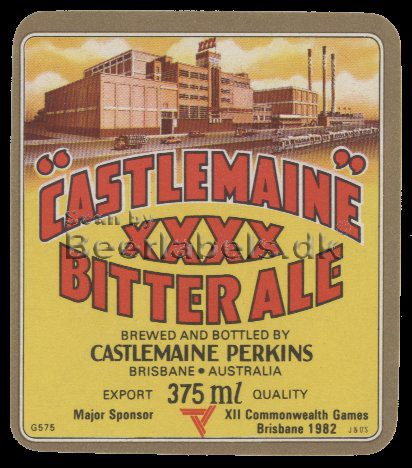 XXXX
"CASTLEMAINE"
XXXX
BITTER ALE
Scan by
Beerlabels.dk
BREWED AND BOTTLED BY
CASTLEMAINE PERKINS
BRISBANE • AUSTRALIA
EXPORT 375 ml QUALITY
Major Sponsor XII Commonwealth Games
G575 Brisbane 1982 J&US